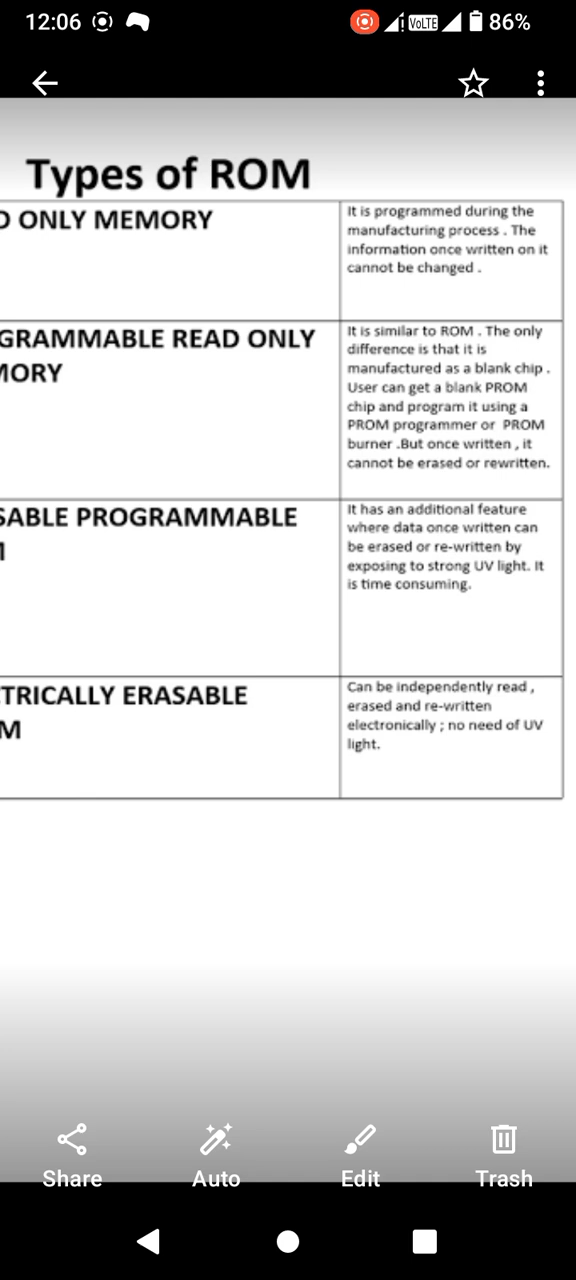 12:06
VoLTE
86%
Types of ROM
D ONLY MEMORY
It is programmed during the
manufacturing process . The
information once written on it
cannot be changed .
GRAMMABLE READ ONLY
MORY
It is similar to ROM . The only
difference is that it is
manufactured as a blank chip .
User can get a blank PROM
chip and program it using a
PROM programmer or PROM
burner .But once written , it
cannot be erased or rewritten.
SABLE PROGRAMMABLE
It has an additional feature
where data once written can
be erased or re-written by
exposing to strong UV light. It
is time consuming.
CTRICALLY ERASABLE
M
Can be independently read ,
erased and re-written
electronically ; no need of UV
light.
Share
Auto
Edit
Trash